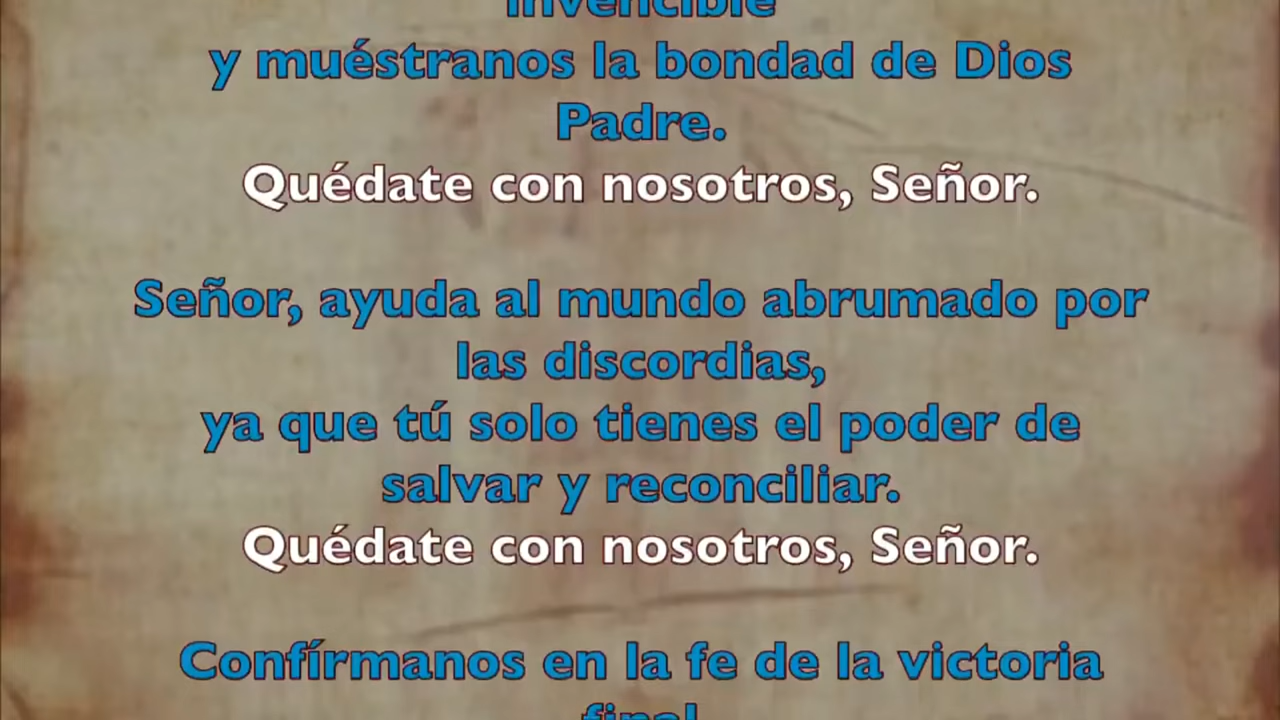 invencible
y muéstranos la bondad de Dios
Padre.
Quédate con nosotros, Señor.
Señor, ayuda al mundo abrumado por
las discordias,
ya que tú solo tienes el poder de
salvar y reconciliar.
Quédate con nosotros, Señor.
Confírmanos en la fe de la victoria
final